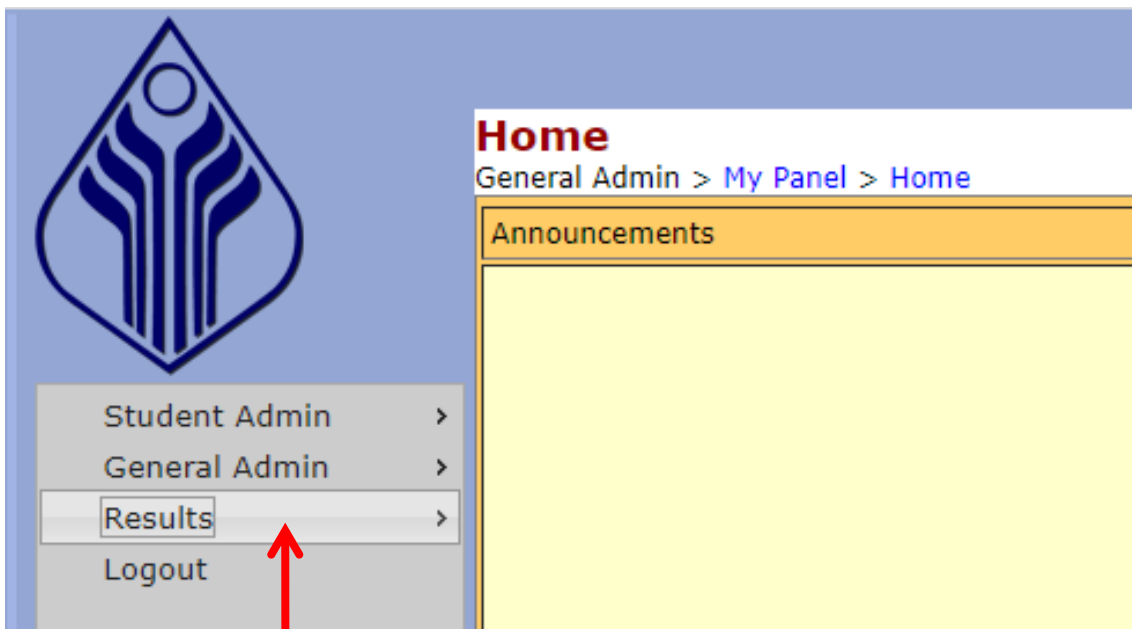 Home
General Admin > My Panel > Home
Announcements
Student Admin >
General Admin >
Results >
Logout